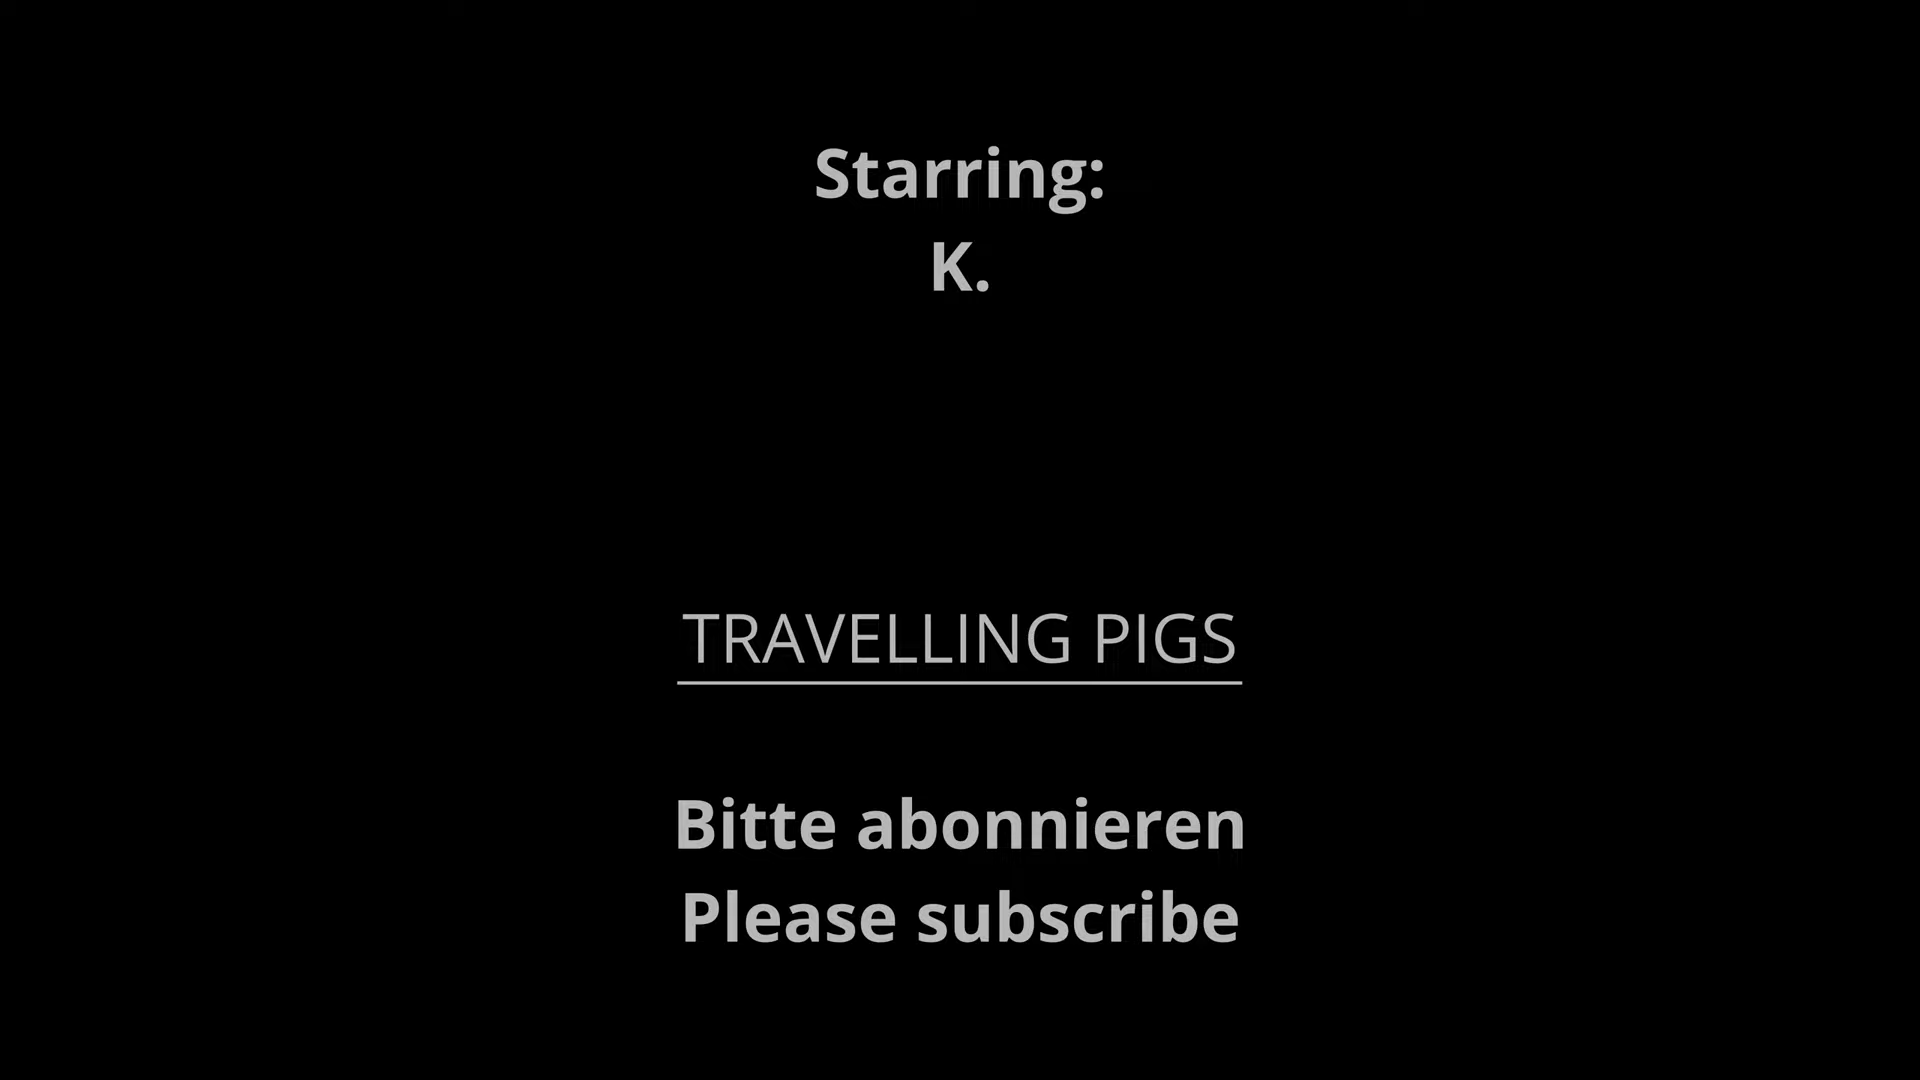 Starring:
K.
TRAVELLING PIGS
Bitte abonnieren
Please subscribe